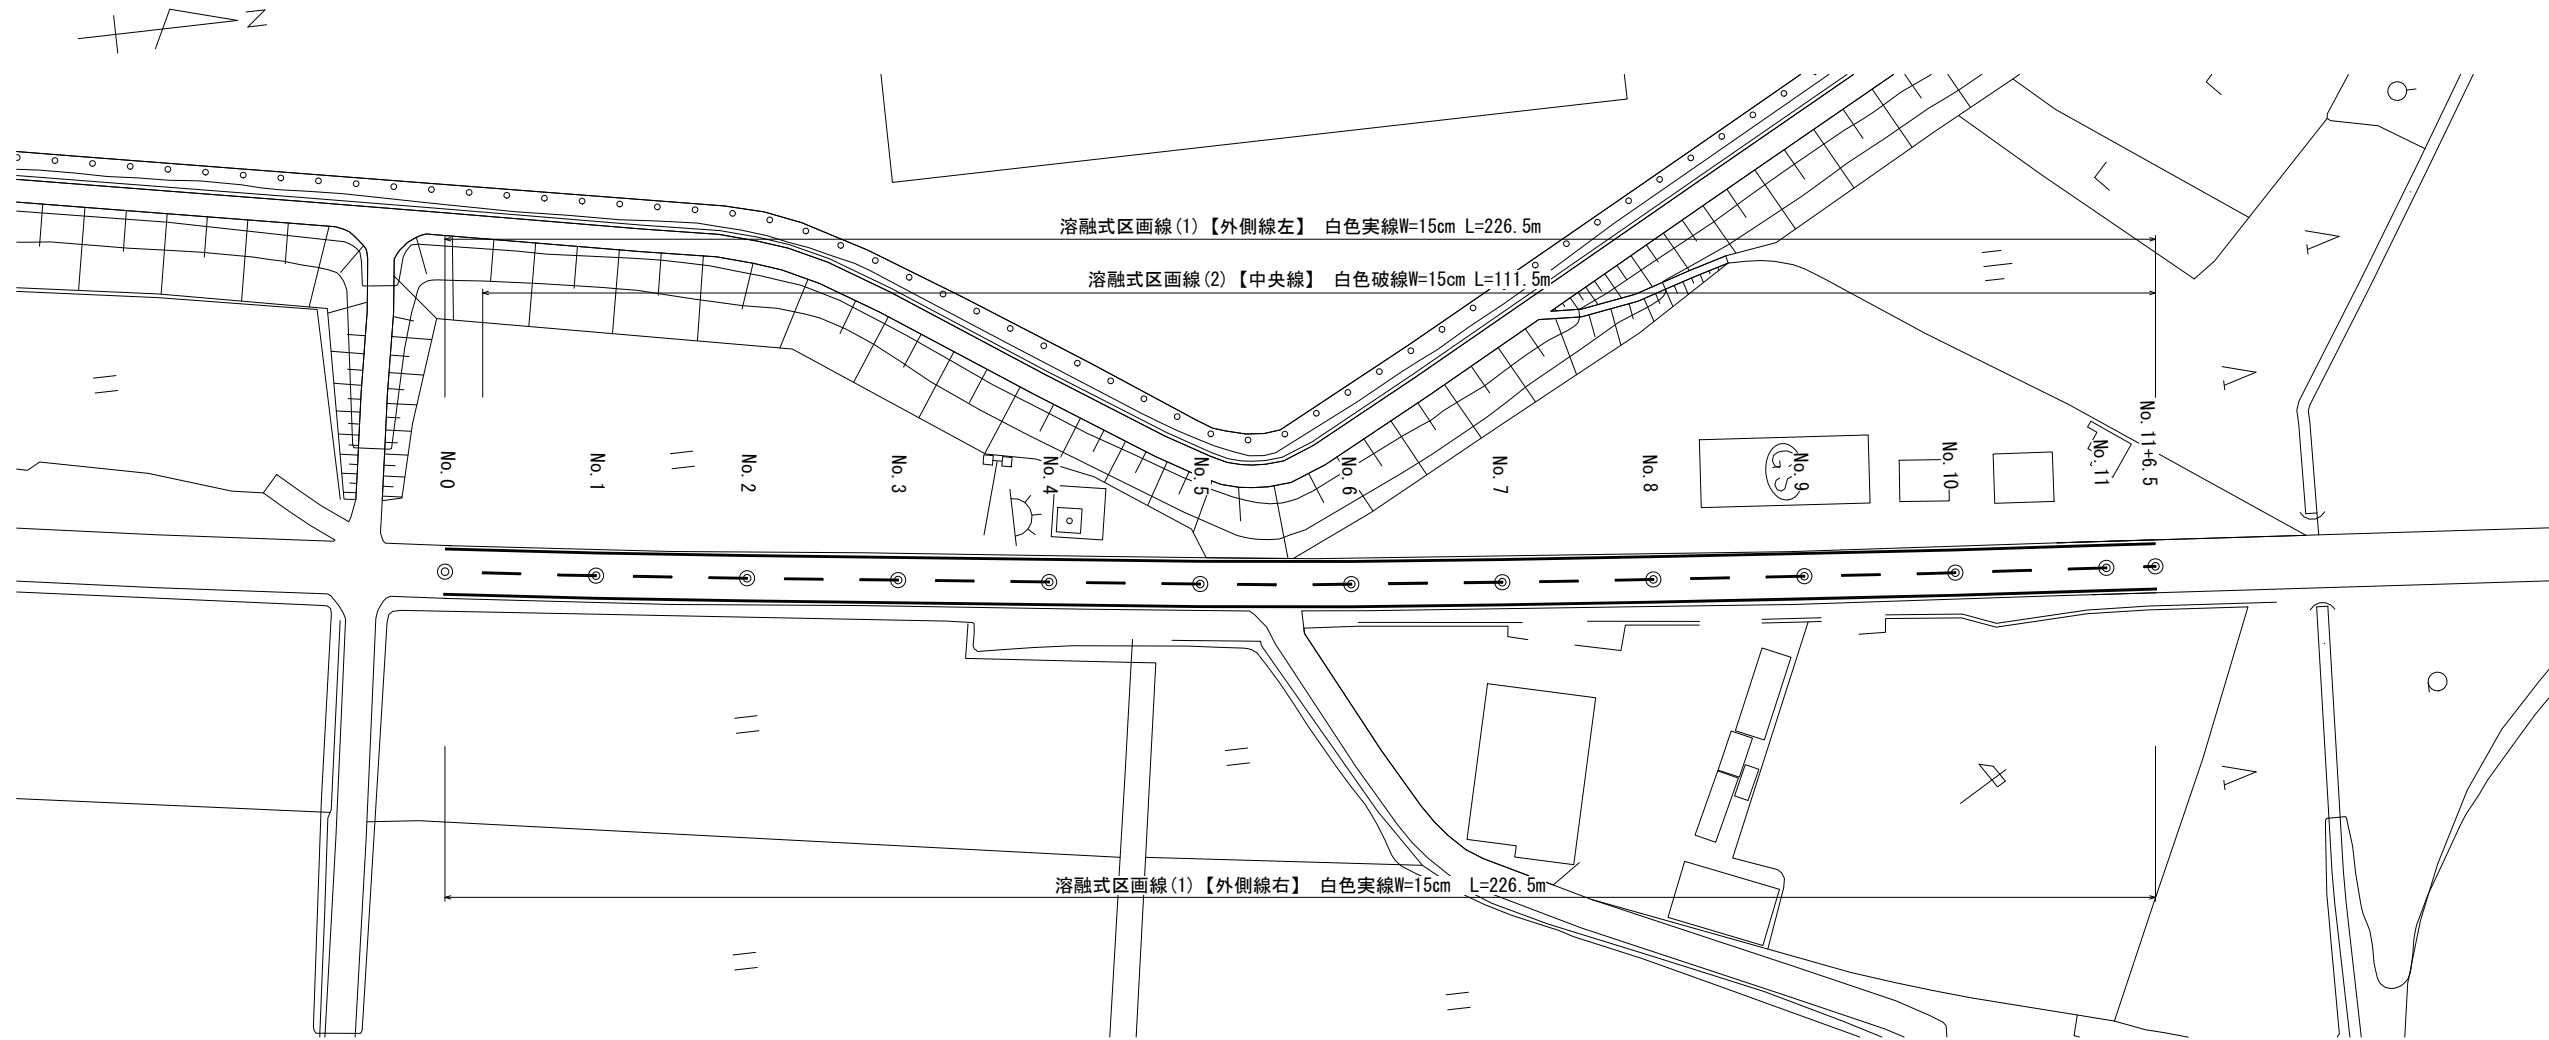 N
溶融式区画線(1)【外側線左】 白色実線W=15cm L=226.5m
溶融式区画線(2)【中央線】 白色破線W=15cm L=111.5m
No.0
No.1
No.2
No.3
No.4
No.5
No.6
No.7
No.8
No.9
No.10
No.11
No.11+6.5
溶融式区画線(1)【外側線右】 白色実線W=15cm L=226.5m